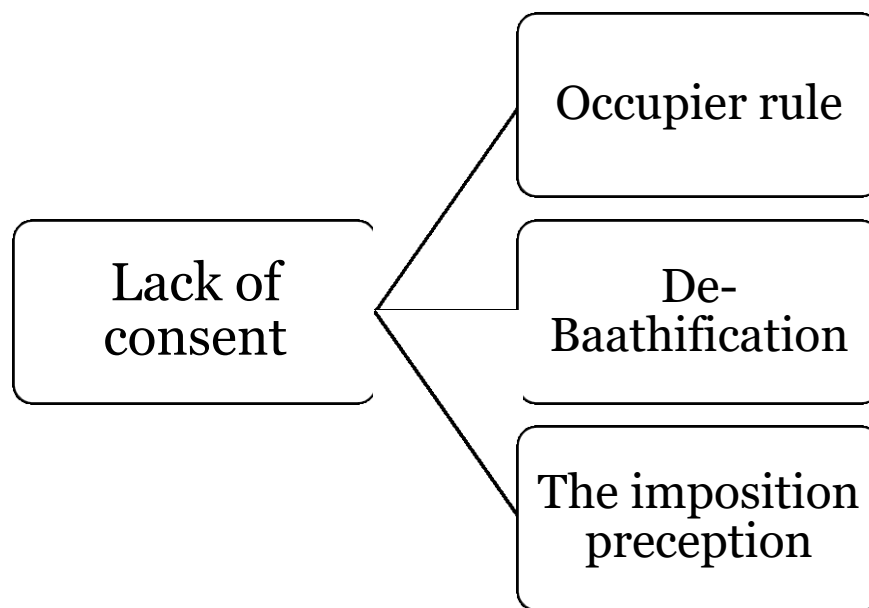 Lack of
consent
Occupier rule
De-
Baathification
The imposition
preception